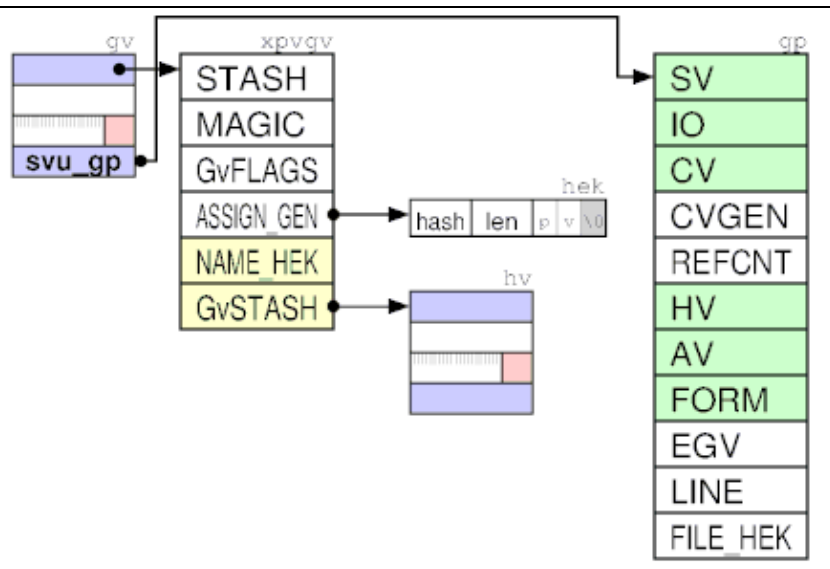 gv
svu_gp
xpvgv
STASH
MAGIC
GvFLAGS
ASSIGN_GEN
NAME_HEK
GvSTASH
hek
hash len p v \0
hv
gp
SV
IO
CV
CVGEN
REFCNT
HV
AV
FORM
EGV
LINE
FILE_HEK